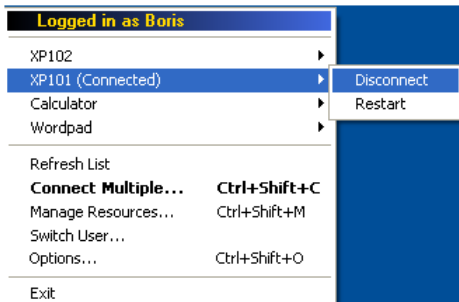 Logged in as Boris
XP102
XP101 (Connected)
Disconnect
Calculator
Restart
Wordpad
Refresh List
Connect Multiple... Ctrl+Shift+C
Manage Resources... Ctrl+Shift+M
Switch User...
Options... Ctrl+Shift+O
Exit